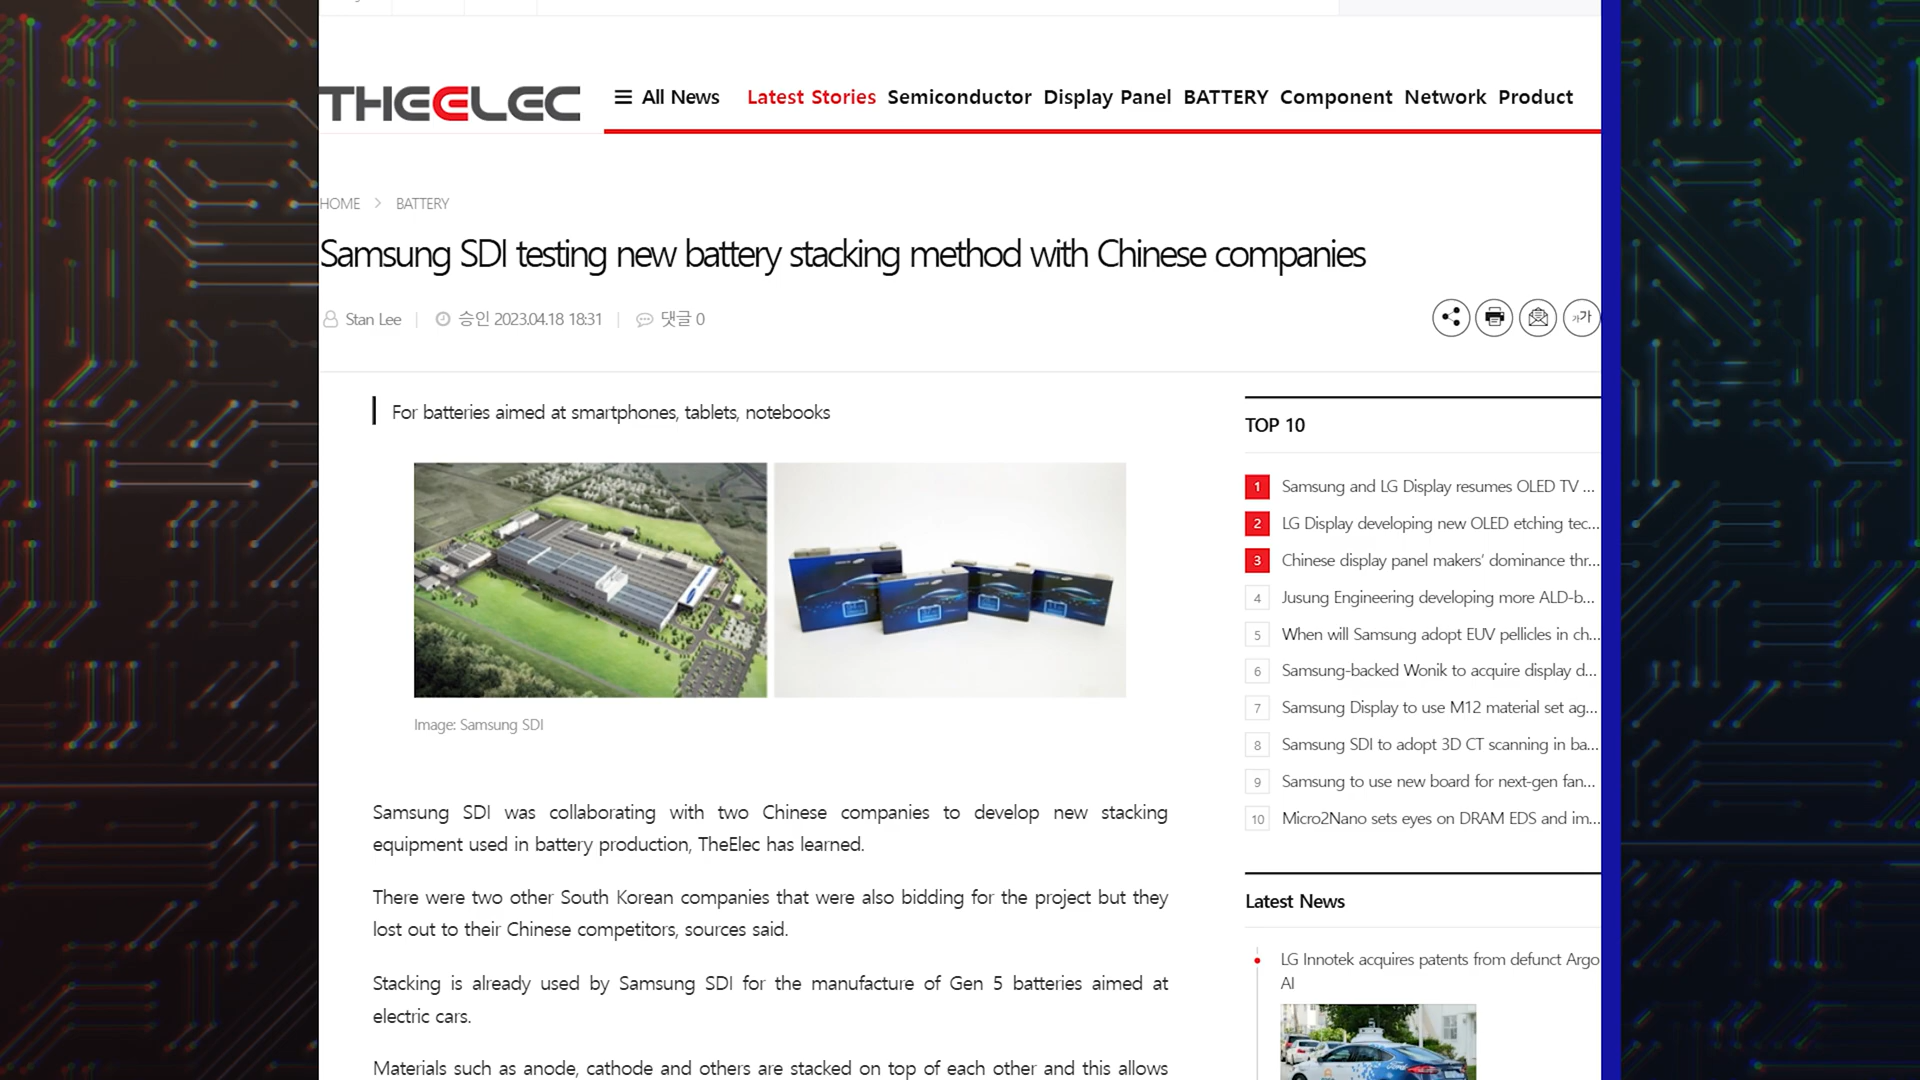 THEELEC
All News
Latest Stories
Semiconductor
Display Panel
BATTERY
Component
Network
Product
HOME > BATTERY
Samsung SDI testing new battery stacking method with Chinese companies
Stan Lee
승인 2023.04.18 18:31
댓글 0
가가
For batteries aimed at smartphones, tablets, notebooks
Image: Samsung SDI
Samsung SDI was collaborating with two Chinese companies to develop new stacking
equipment used in battery production, TheElec has learned.
There were two other South Korean companies that were also bidding for the project but they
lost out to their Chinese competitors, sources said.
Stacking is already used by Samsung SDI for the manufacture of Gen 5 batteries aimed at
electric cars.
Materials such as anode, cathode and others are stacked on top of each other and this allows
TOP 10
1 Samsung and LG Display resumes OLED TV ...
2 LG Display developing new OLED etching tec...
3 Chinese display panel makers’ dominance thr...
4 Jusung Engineering developing more ALD-b...
5 When will Samsung adopt EUV pellicles in ch...
6 Samsung-backed Wonik to acquire display d...
7 Samsung Display to use M12 material set ag...
8 Samsung SDI to adopt 3D CT scanning in ba...
9 Samsung to use new board for next-gen fan...
10 Micro2Nano sets eyes on DRAM EDS and im...
Latest News
LG Innotek acquires patents from defunct Argo
AI